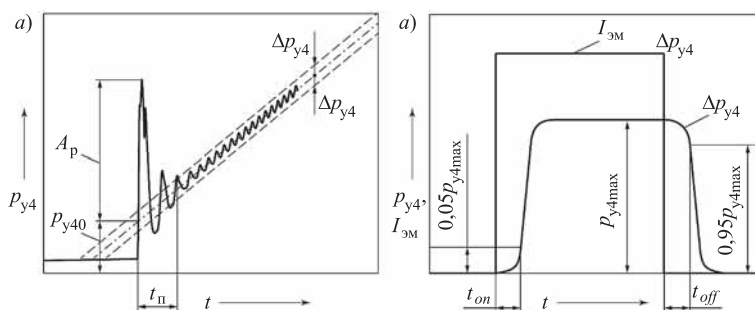 а)
Δpу4
Δpу4
Aр
pу4
pу40
tп
t
а)
Iэм
Δpу4
Δpу4
pу4,
Iэм
0,05pу4max
pу4max
0,95pу4max
ton
t
toff